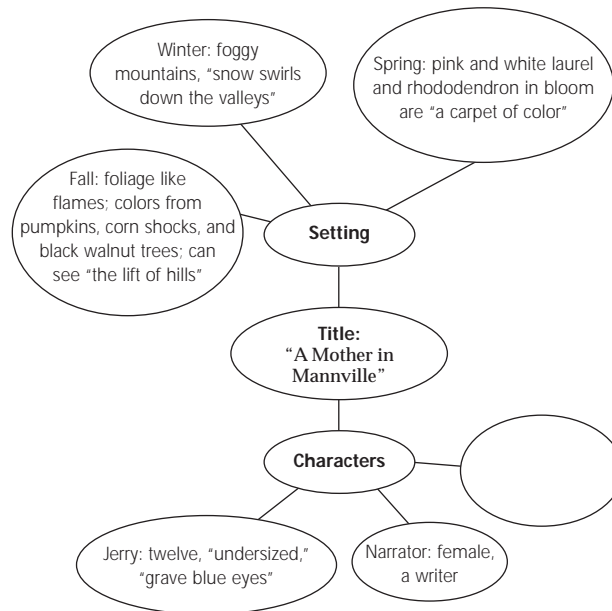 Winter: foggy
mountains, “snow swirls
down the valleys”
Spring: pink and white laurel
and rhododendron in bloom
are “a carpet of color”
Fall: foliage like
flames; colors from
pumpkins, corn shocks, and
black walnut trees; can
see “the lift of hills”
Setting
Title:
“A Mother in
Mannville”
Characters
Jerry: twelve, “undersized,”
“grave blue eyes”
Narrator: female,
a writer